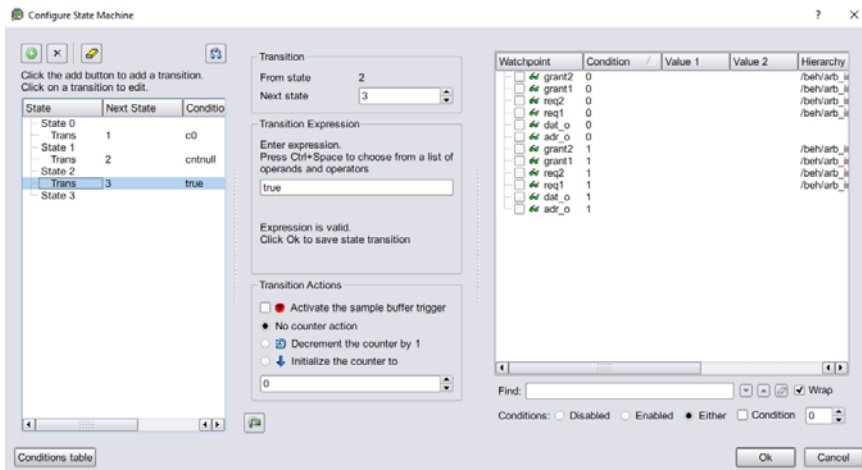 Configure State Machine
Click the add button to add a transition.
Click on a transition to edit.
State Next State Conditio
State 0
Trans 1 c0
State 1
Trans 2 cntnull
State 2
Trans 3 true
State 3
Conditions table
Transition
From state 2
Next state 3
Transition Expression
Enter expression.
Press Ctrl+Space to choose from a list of
operands and operators
true
Expression is valid.
Click Ok to save state transition
Transition Actions
Activate the sample buffer trigger
No counter action
Decrement the counter by 1
Initialize the counter to
0
Watchpoint Condition Value 1 Value 2 Hierarchy
grant2 0 /beh/arb_i
grant1 0 /beh/arb_i
req2 0 /beh/arb_i
req1 0 /beh/arb_i
dat_o 0
adr_o 0
grant2 1 /beh/arb_i
grant1 1 /beh/arb_i
req2 1 /beh/arb_i
req1 1 /beh/arb_i
dat_o 1
adr_o 1
Find: Wrap
Conditions: Disabled Enabled Either Condition 0
Ok Cancel